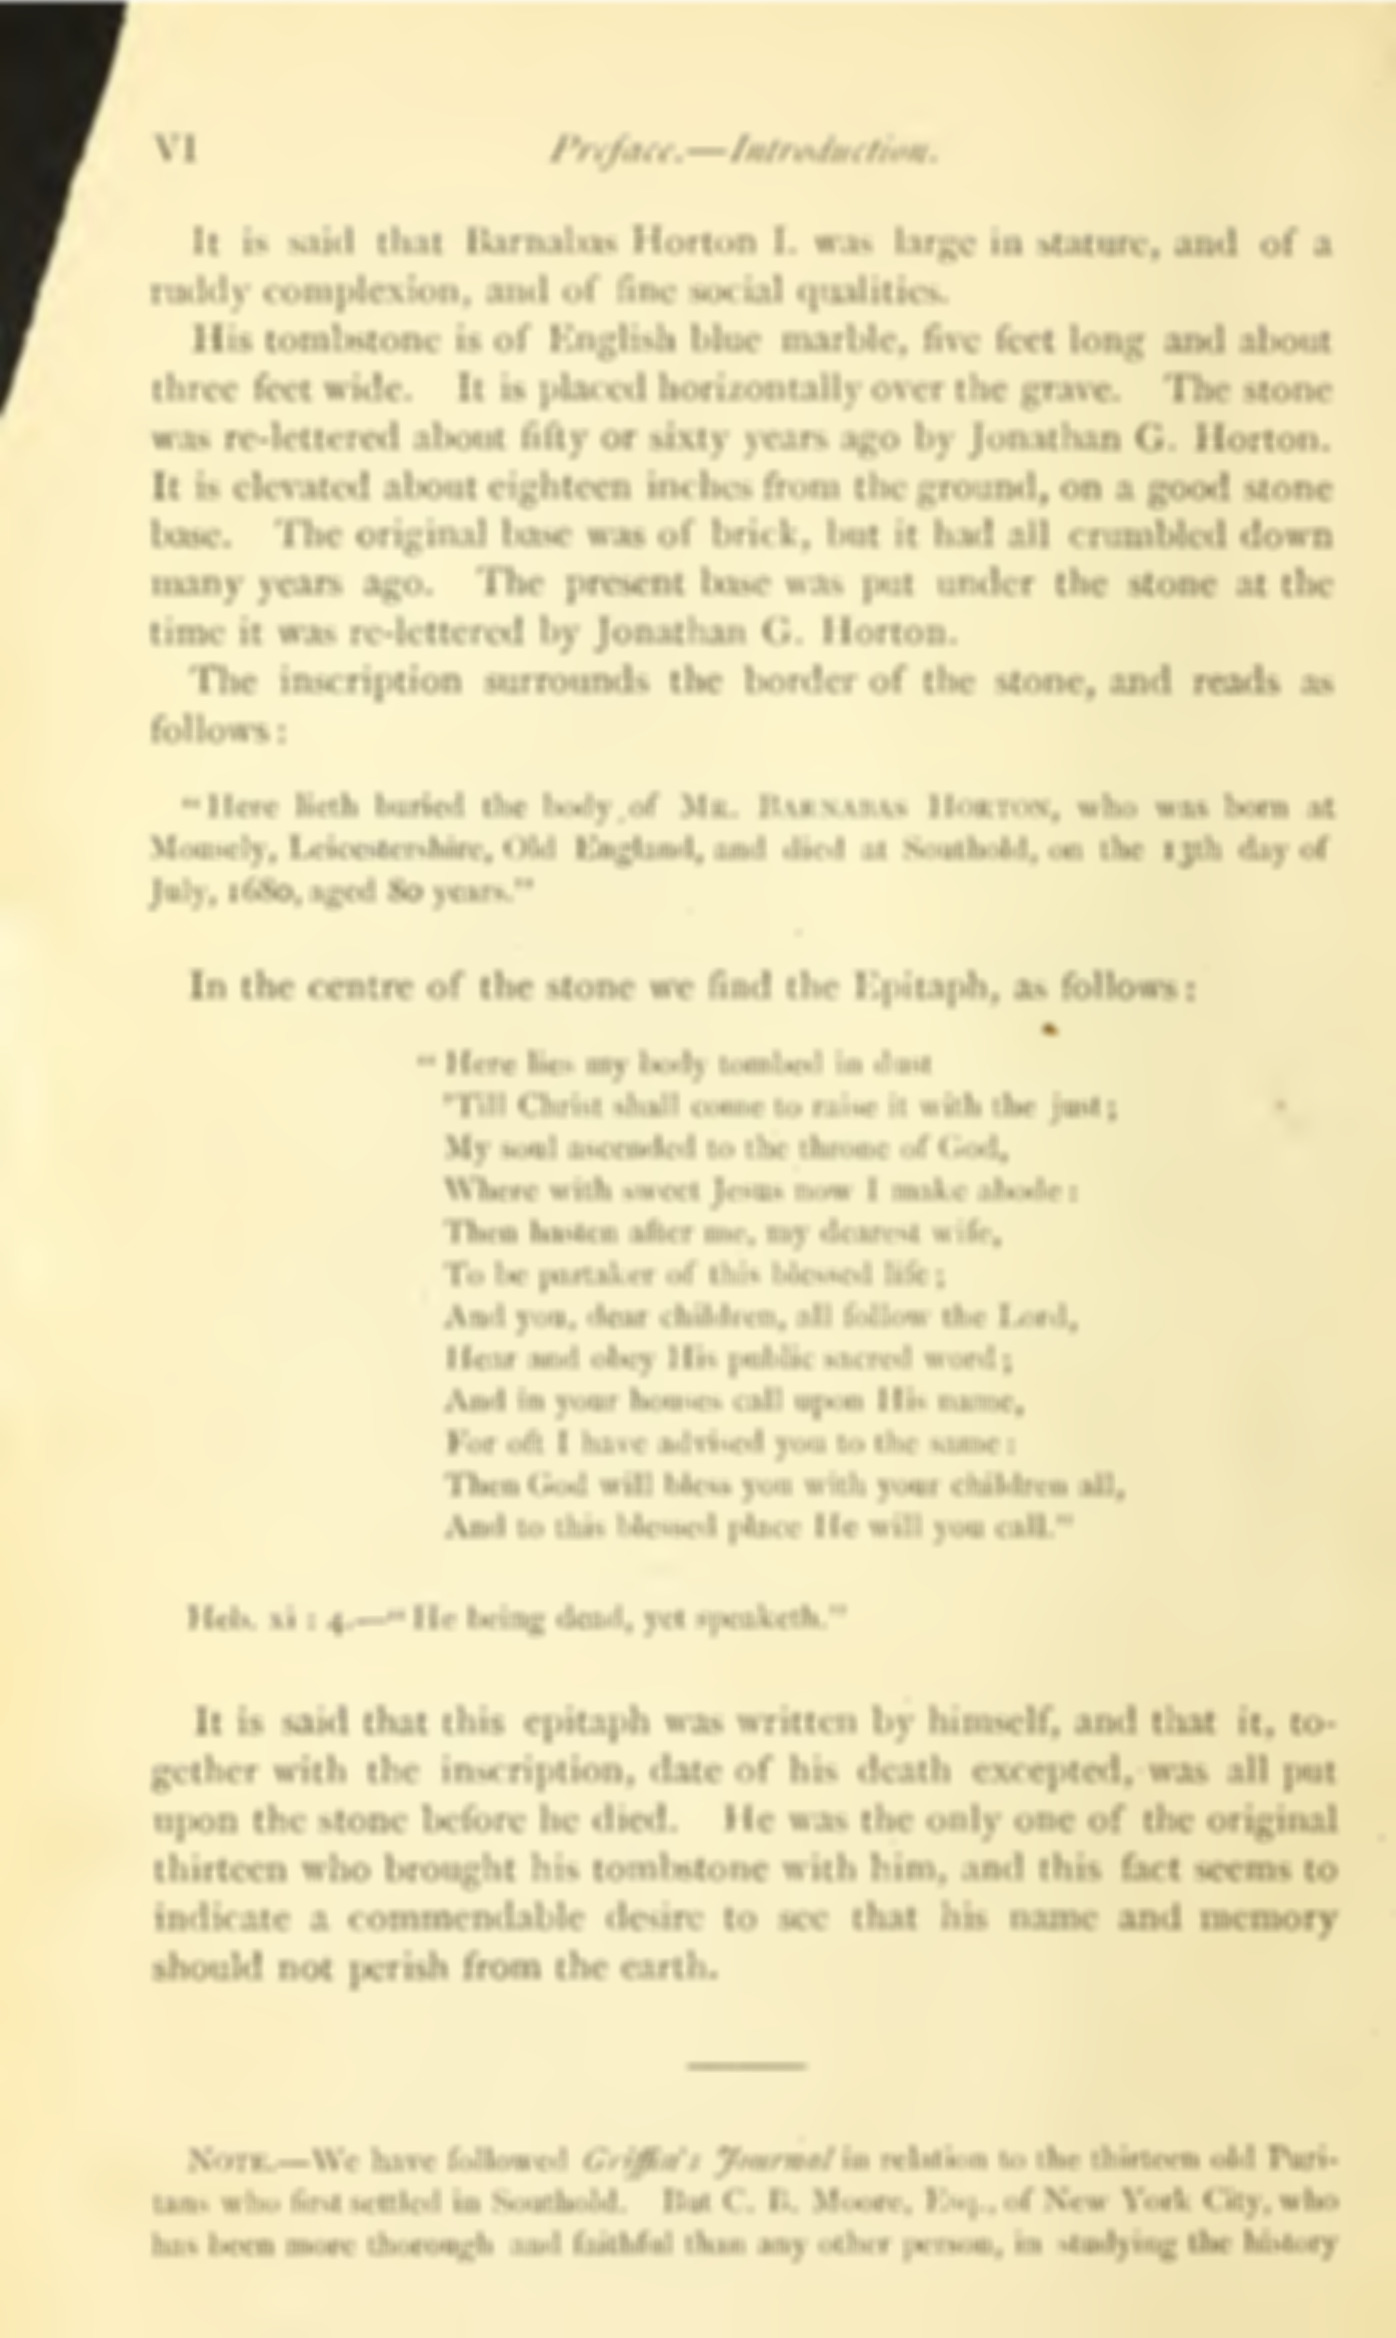 VI Preface.—Introduction.
It is said that Barnabas Horton I. was large in stature, and of a
ruddy complexion, and of fine social qualities.
His tombstone is of English blue marble, five feet long and about
three feet wide. It is placed horizontally over the grave. The stone
was re-lettered about fifty or sixty years ago by Jonathan G. Horton.
It is elevated about eighteen inches from the ground, on a good stone
base. The original base was of brick, but it had all crumbled down
many years ago. The present base was put under the stone at the
time it was re-lettered by Jonathan G. Horton.
The inscription surrounds the border of the stone, and reads as
follows:
"Here lieth buried the body of MR. BARNABAS HORTON, who was born at
Mousely, Leicestershire, Old England, and died at Southold, on the 13th day of
July, 1680, aged 80 years."
In the centre of the stone we find the Epitaph, as follows:
"Here lies my body tombed in dust
'Till Christ shall come to raise it with the just;
My soul ascended to the throne of God,
Where with sweet Jesus now I make abode:
Then hasten after me, my dearest wife,
To be partaker of this blessed life;
And you, dear children, all follow the Lord,
Hear and obey His public sacred word;
And in your houses call upon His name,
For oft I have advised you to the same:
Then God will bless you with your children all,
And to this blessed place He will you call."
Heb. xi : 4.—"He being dead, yet speaketh."
It is said that this epitaph was written by himself, and that it, to-
gether with the inscription, date of his death excepted, was all put
upon the stone before he died. He was the only one of the original
thirteen who brought his tombstone with him, and this fact seems to
indicate a commendable desire to see that his name and memory
should not perish from the earth.
NOTE.—We have followed Griffin's Journal in relation to the thirteen old Puri-
tans who first settled in Southold. But C. B. Moore, Esq., of New York City, who
has been more thorough and faithful than any other person, in studying the history